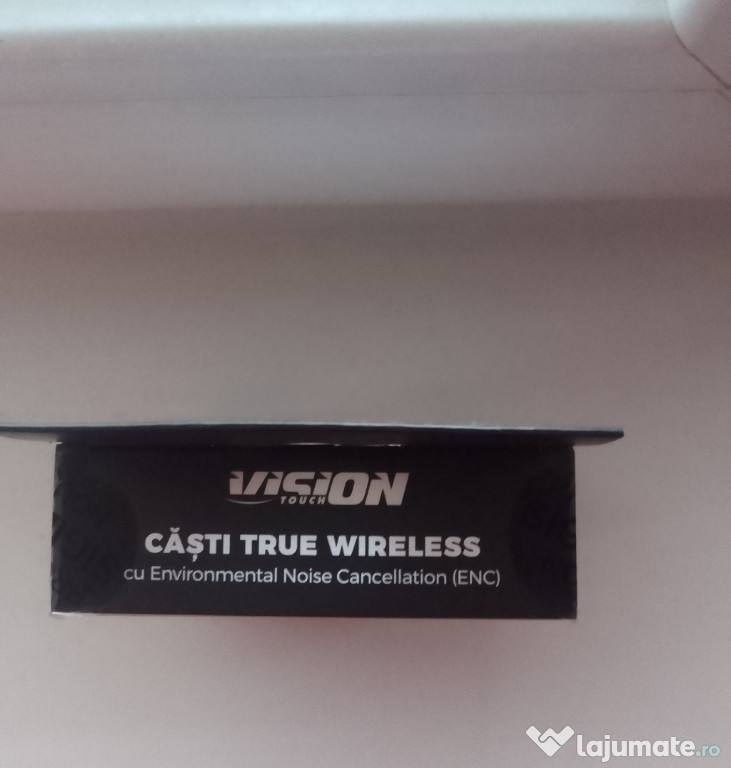 VISION
TOUCH
CĂȘTI TRUE WIRELESS
cu Environmental Noise Cancellation (ENC)
lajumate.ro